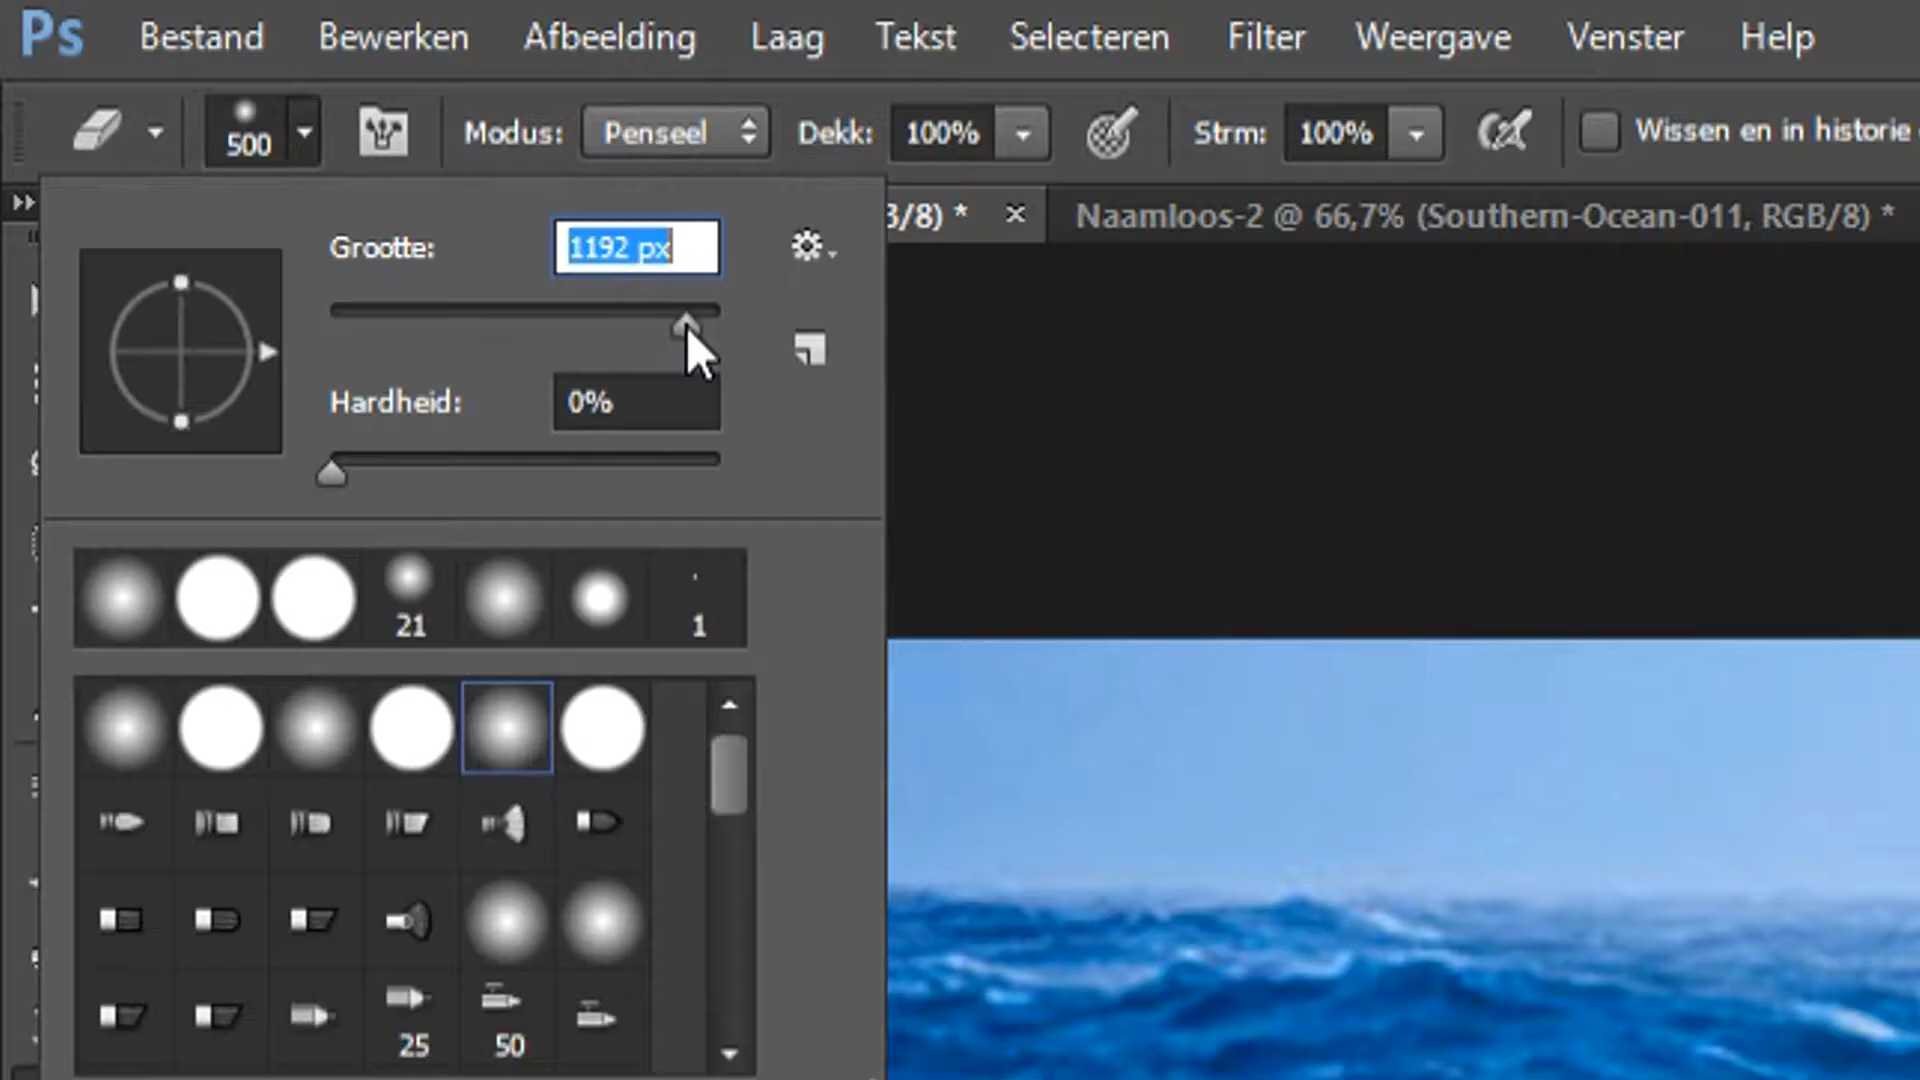 Ps Bestand Bewerken Afbeelding Laag Tekst Selecteren Filter Weergave Venster Help
500 Modus: Penseel Dekk: 100% Strm: 100% Wissen en in historie
Grootte: 1192 px
3/8) * × Naamloos-2 @ 66,7% (Southern-Ocean-011, RGB/8) *
Hardheid: 0%
21 1
25 50